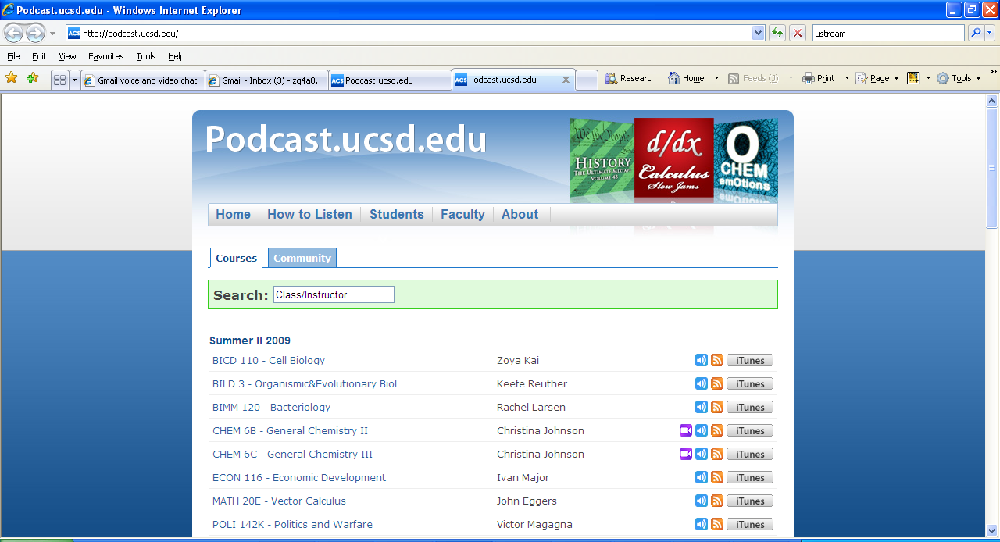 Podcast.ucsd.edu - Windows Internet Explorer
ACS http://podcast.ucsd.edu/ ustream
File Edit View Favorites Tools Help
Gmail voice and video chat Gmail - Inbox (3) - zq4a0... ACS Podcast.ucsd.edu ACS Podcast.ucsd.edu Research Home Feeds (J) Print Page Tools
Podcast.ucsd.edu
We The People
HISTORY
THE ULTIMATE MIXTAPE
VOLUME 43
d/dx
Calculus
Slow Jams
O
CHEM
emOtions
Home How to Listen Students Faculty About
Courses Community
Search: Class/Instructor
Summer II 2009
BICD 110 - Cell Biology Zoya Kai iTunes
BILD 3 - Organismic&Evolutionary Biol Keefe Reuther iTunes
BIMM 120 - Bacteriology Rachel Larsen iTunes
CHEM 6B - General Chemistry II Christina Johnson iTunes
CHEM 6C - General Chemistry III Christina Johnson iTunes
ECON 116 - Economic Development Ivan Major iTunes
MATH 20E - Vector Calculus John Eggers iTunes
POLI 142K - Politics and Warfare Victor Magagna iTunes